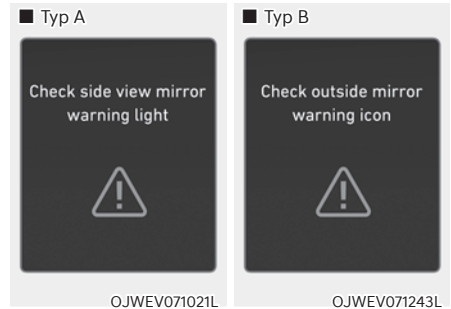 ■ Typ A
Check side view mirror
warning light
OJWEV071021L
■ Typ B
Check outside mirror
warning icon
OJWEV071243L